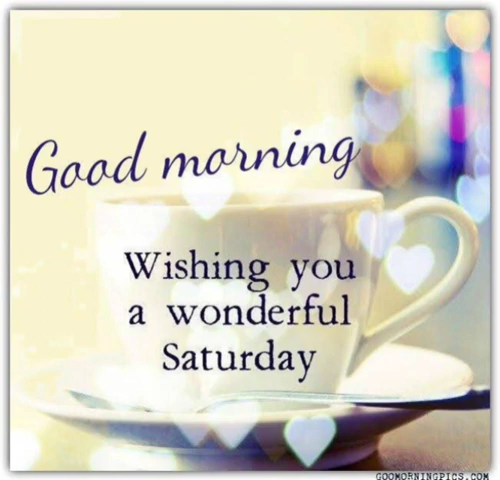 Good morning
Wishing you
a wonderful
Saturday
GOOMORNINGPICS.COM